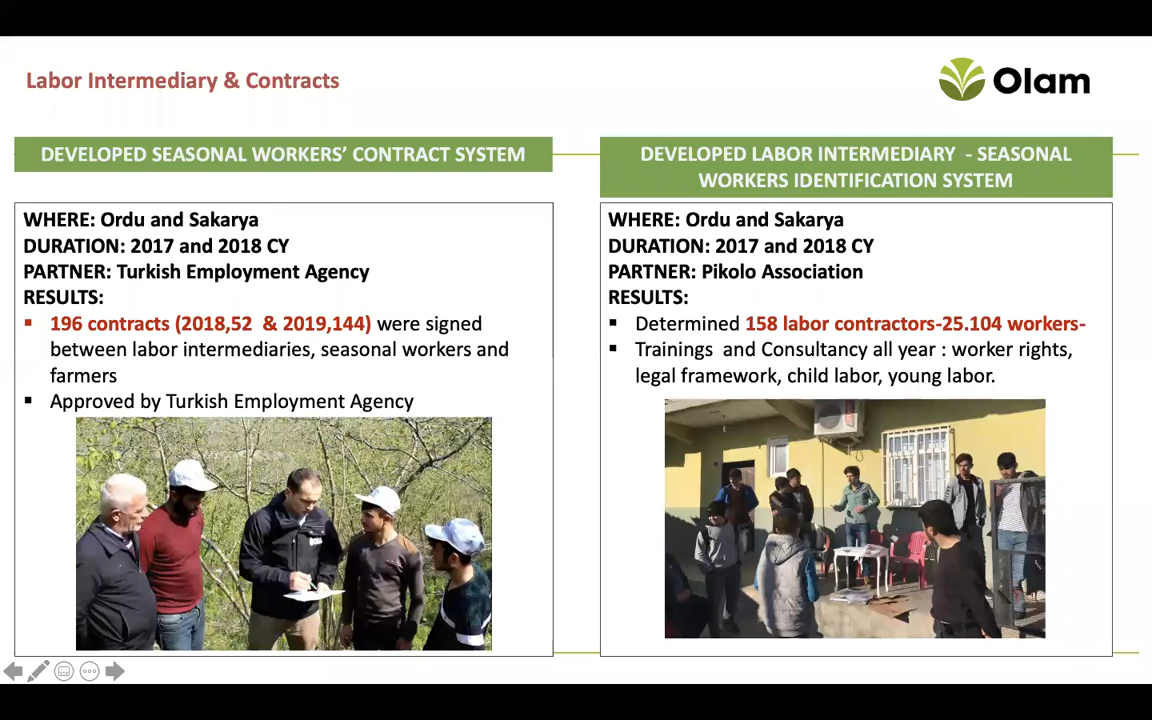 Labor Intermediary & Contracts
Olam
DEVELOPED SEASONAL WORKERS’ CONTRACT SYSTEM
WHERE: Ordu and Sakarya
DURATION: 2017 and 2018 CY
PARTNER: Turkish Employment Agency
RESULTS:
▪ 196 contracts (2018,52 & 2019,144) were signed
between labor intermediaries, seasonal workers and
farmers
▪ Approved by Turkish Employment Agency
DEVELOPED LABOR INTERMEDIARY - SEASONAL
WORKERS IDENTIFICATION SYSTEM
WHERE: Ordu and Sakarya
DURATION: 2017 and 2018 CY
PARTNER: Pikolo Association
RESULTS:
▪ Determined 158 labor contractors-25.104 workers-
▪ Trainings and Consultancy all year : worker rights,
legal framework, child labor, young labor.